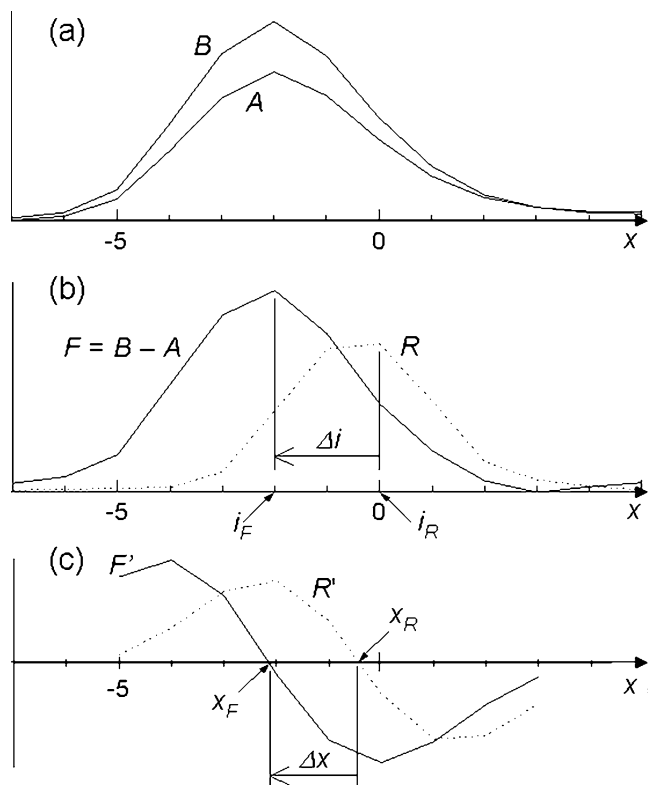 (a)
B
A
-5 0 x
(b)
F = B – A
R
Δi
-5 0 x
i_F i_R
(c)
F'
R'
x_R
-5 x
x_F
Δx